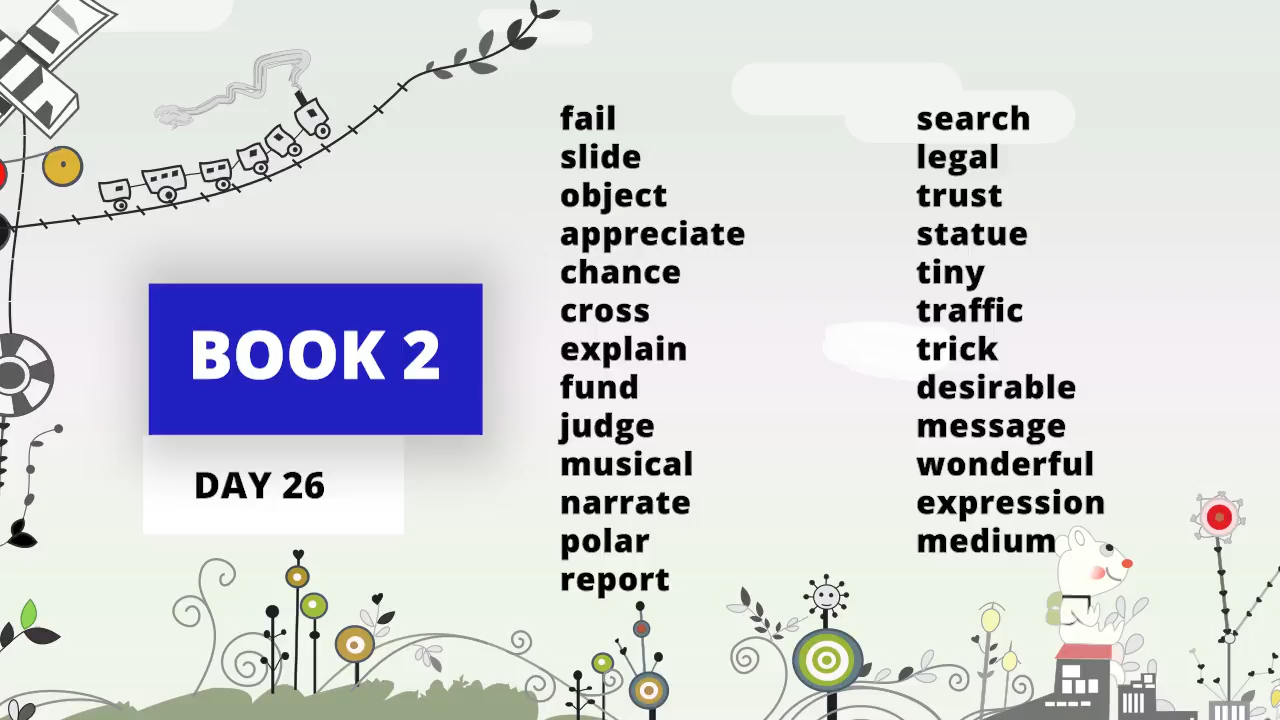 BOOK 2
DAY 26
fail
slide
object
appreciate
chance
cross
explain
fund
judge
musical
narrate
polar
report
search
legal
trust
statue
tiny
traffic
trick
desirable
message
wonderful
expression
medium